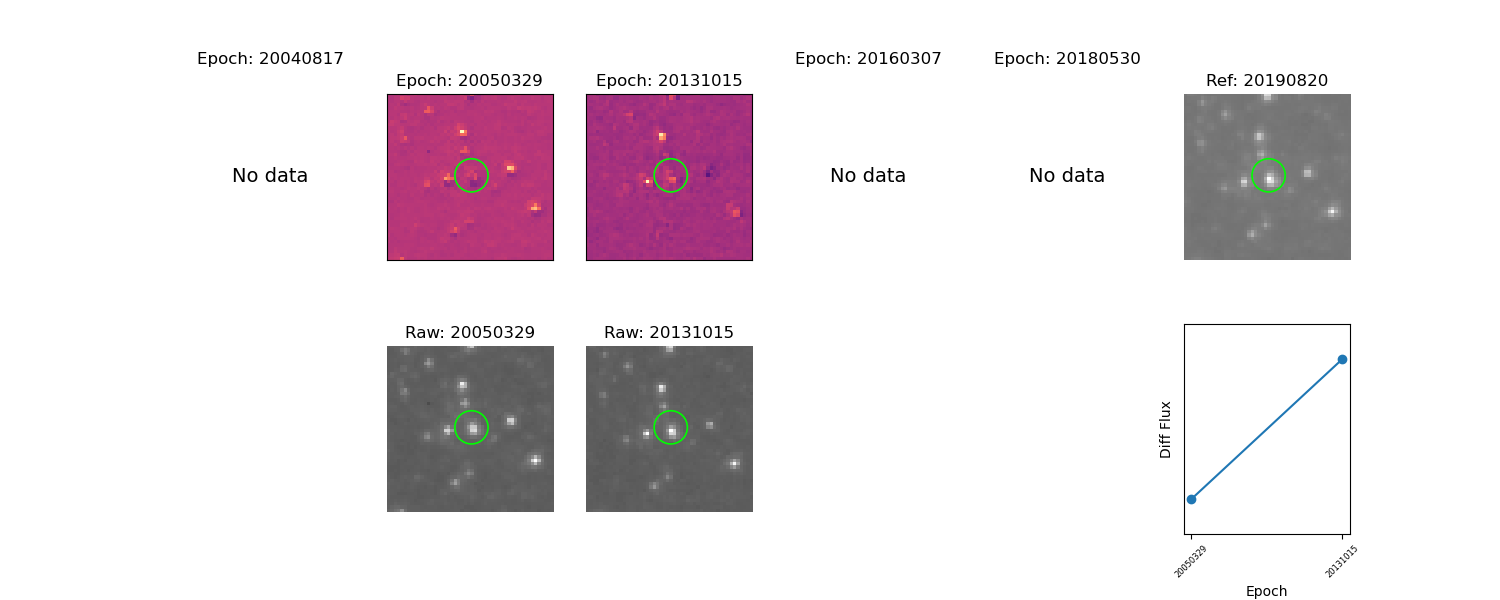 Epoch: 20040817
Epoch: 20050329
Epoch: 20131015
Epoch: 20160307
Epoch: 20180530
Ref: 20190820
No data
No data
No data
Raw: 20050329
Raw: 20131015
Diff Flux
20050329
20131015
Epoch